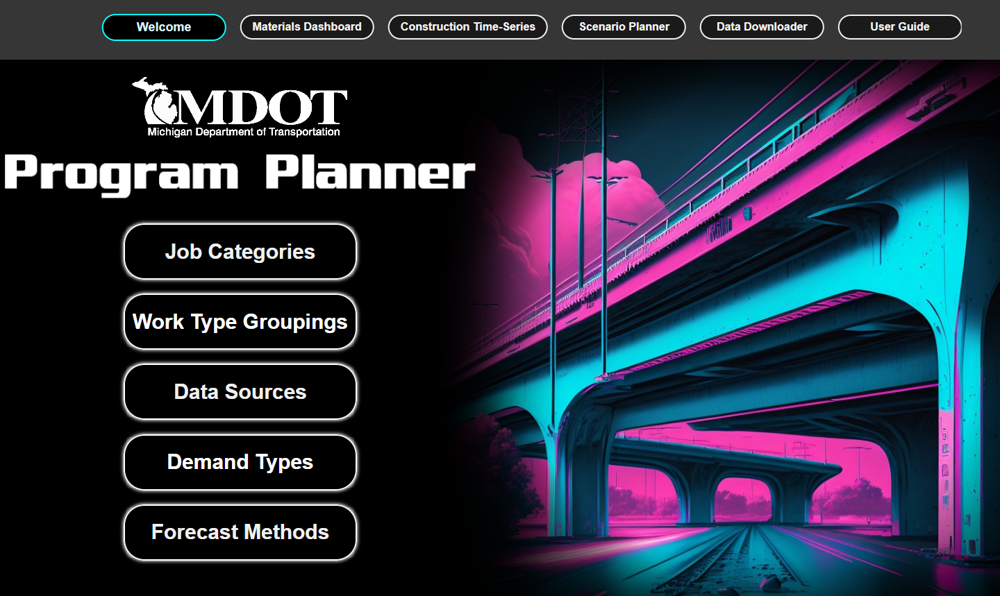 Welcome
Materials Dashboard
Construction Time-Series
Scenario Planner
Data Downloader
User Guide
MDOT
Michigan Department of Transportation
Program Planner
Job Categories
Work Type Groupings
Data Sources
Demand Types
Forecast Methods